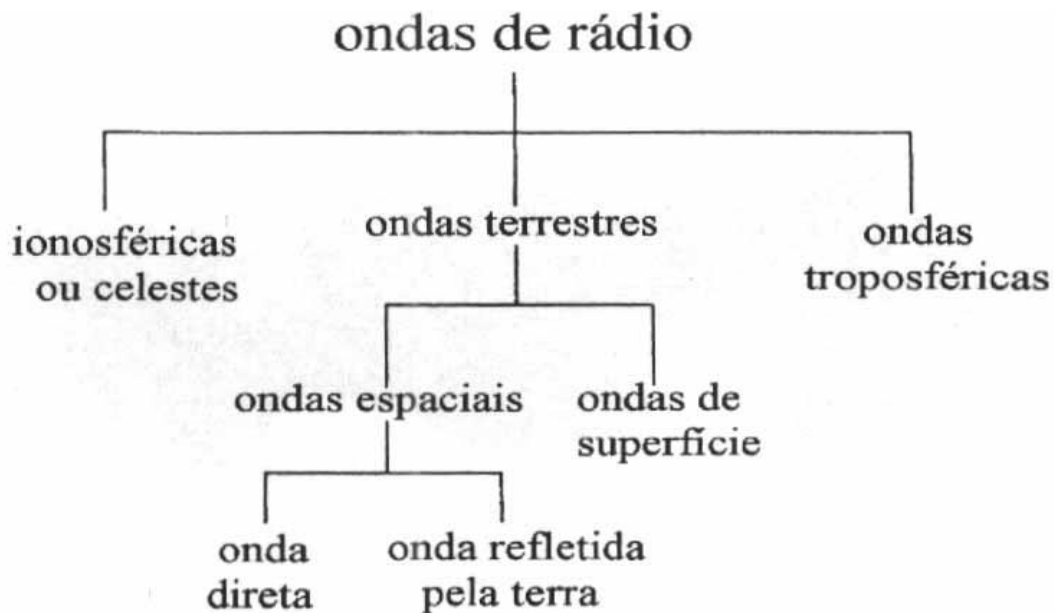 ondas de rádio
ionosféricas
ou celestes
ondas terrestres
ondas
troposféricas
ondas espaciais
ondas de
superfície
onda
direta
onda refletida
pela terra